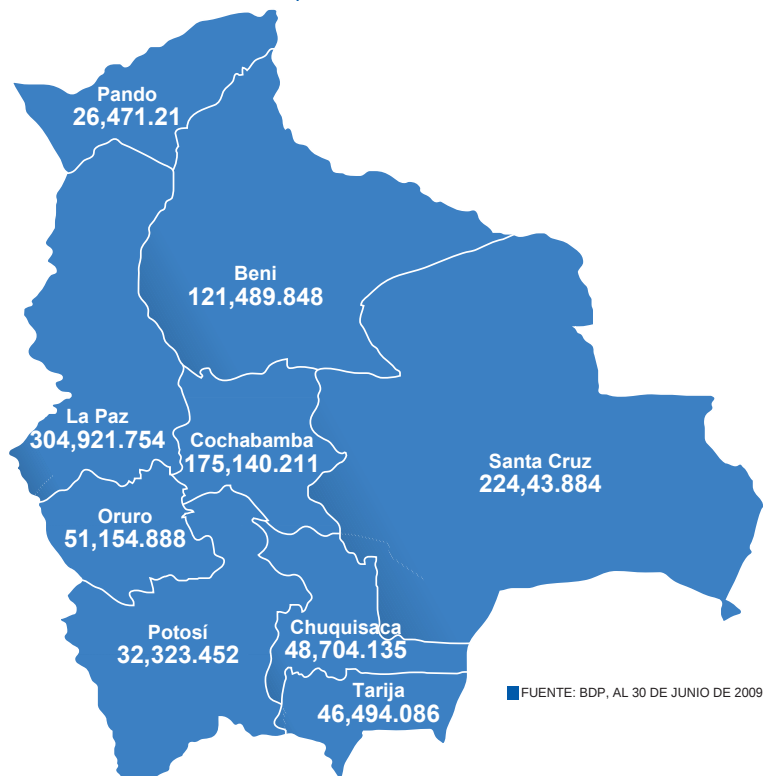 Pando
26,471.21
Beni
121,489.848
La Paz
304,921.754
Cochabamba
175,140.211
Santa Cruz
224,43.884
Oruro
51,154.888
Potosí
32,323.452
Chuquisaca
48,704.135
Tarija
46,494.086
FUENTE: BDP, AL 30 DE JUNIO DE 2009